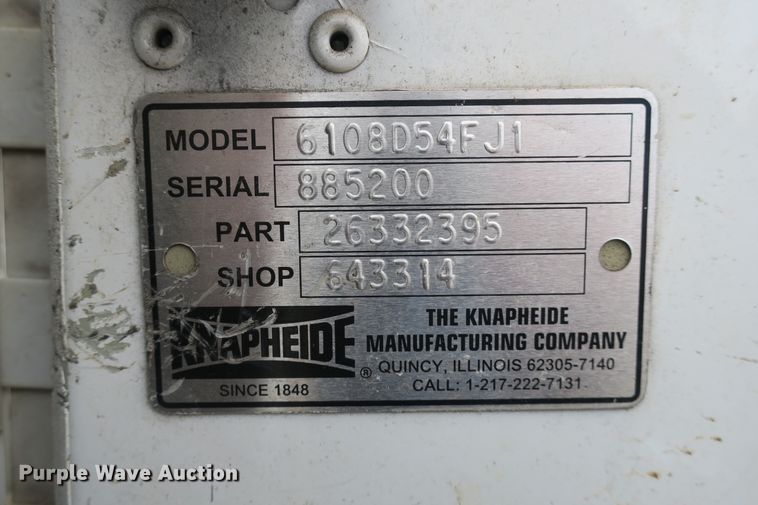 MODEL 6108D54FJ1
SERIAL 885200
PART 26332395
SHOP 643314
KNAPHEIDE ®
SINCE 1848
THE KNAPHEIDE
MANUFACTURING COMPANY
QUINCY, ILLINOIS 62305-7140
CALL: 1-217-222-7131
Purple Wave Auction